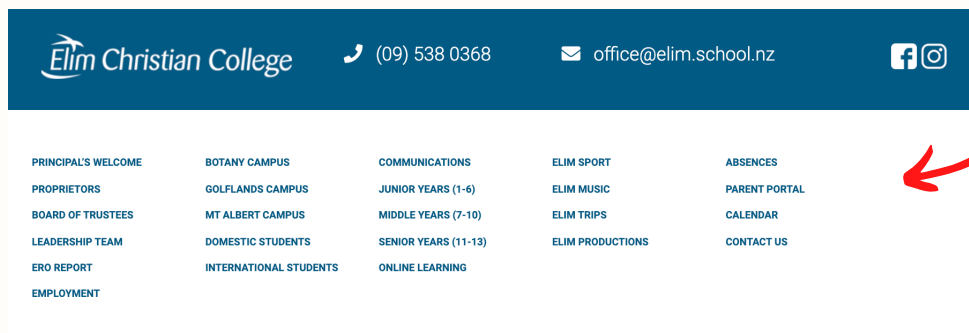 Elim Christian College (09) 538 0368 office@elim.school.nz
PRINCIPAL'S WELCOME BOTANY CAMPUS COMMUNICATIONS ELIM SPORT ABSENCES
PROPRIETORS GOLFLANDS CAMPUS JUNIOR YEARS (1-6) ELIM MUSIC PARENT PORTAL
BOARD OF TRUSTEES MT ALBERT CAMPUS MIDDLE YEARS (7-10) ELIM TRIPS CALENDAR
LEADERSHIP TEAM DOMESTIC STUDENTS SENIOR YEARS (11-13) ELIM PRODUCTIONS CONTACT US
ERO REPORT INTERNATIONAL STUDENTS ONLINE LEARNING
EMPLOYMENT